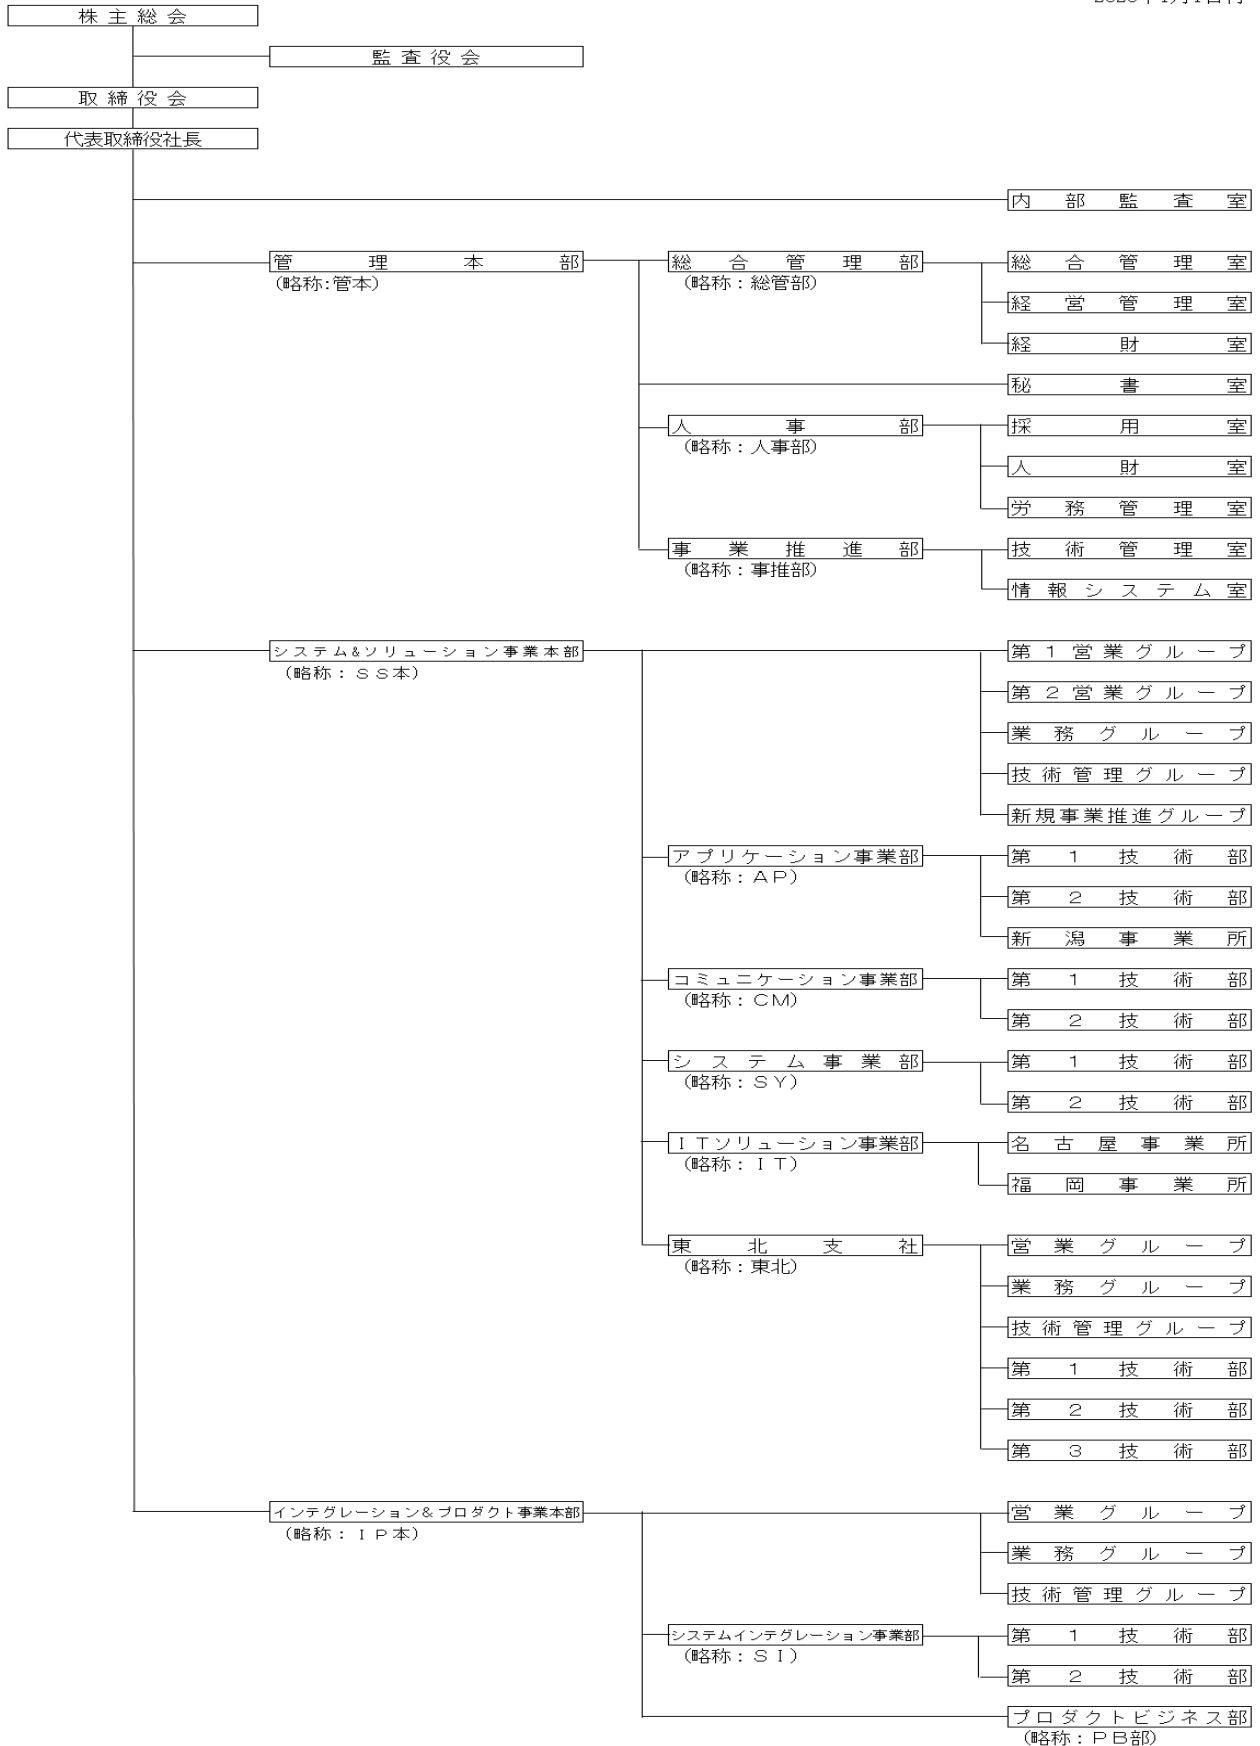 株主総会
監査役会
取締役会
代表取締役社長
内部監査室
管理本部 総合管理部 総合管理室
(略称:管本) (略称：総管部)
経営管理室
経財室
秘書室
人事部 採用室
(略称：人事部)
人財室
労務管理室
事業推進部 技術管理室
(略称：事推部)
情報システム室
システム&ソリューション事業本部 第1営業グループ
(略称：SS本)
第2営業グループ
業務グループ
技術管理グループ
新規事業推進グループ
アプリケーション事業部 第1技術部
(略称：AP)
第2技術部
新潟事業所
コミュニケーション事業部 第1技術部
(略称：CM)
第2技術部
システム事業部 第1技術部
(略称：SY)
第2技術部
ITソリューション事業部 名古屋事業所
(略称：IT)
福岡事業所
東北支社 営業グループ
(略称：東北)
業務グループ
技術管理グループ
第1技術部
第2技術部
第3技術部
インテグレーション&プロダクト事業本部 営業グループ
(略称：IP本)
業務グループ
技術管理グループ
システムインテグレーション事業部 第1技術部
(略称：SI)
第2技術部
プロダクトビジネス部
(略称：PB部)